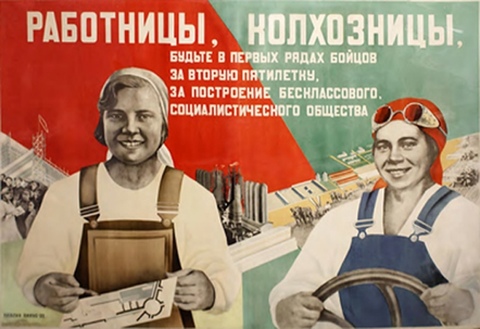 РАБОТНИЦЫ, КОЛХОЗНИЦЫ,
БУДЬТЕ В ПЕРВЫХ РЯДАХ БОЙЦОВ
ЗА ВТОРУЮ ПЯТИЛЕТКУ,
ЗА ПОСТРОЕНИЕ БЕСКЛАССОВОГО,
СОЦИАЛИСТИЧЕСКОГО ОБЩЕСТВА